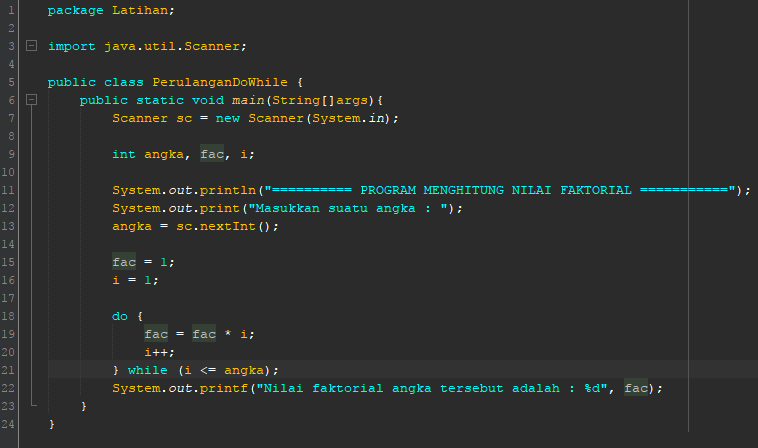 1 package Latihan;
2
3 import java.util.Scanner;
4
5 public class PerulanganDoWhile {
6 public static void main(String[]args){
7 Scanner sc = new Scanner(System.in);
8
9 int angka, fac, i;
10
11 System.out.println("========== PROGRAM MENGHITUNG NILAI FAKTORIAL ===========");
12 System.out.print("Masukkan suatu angka : ");
13 angka = sc.nextInt();
14
15 fac = 1;
16 i = 1;
17
18 do {
19 fac = fac * i;
20 i++;
21 } while (i <= angka);
22 System.out.printf("Nilai faktorial angka tersebut adalah : %d", fac);
23 }
24 }